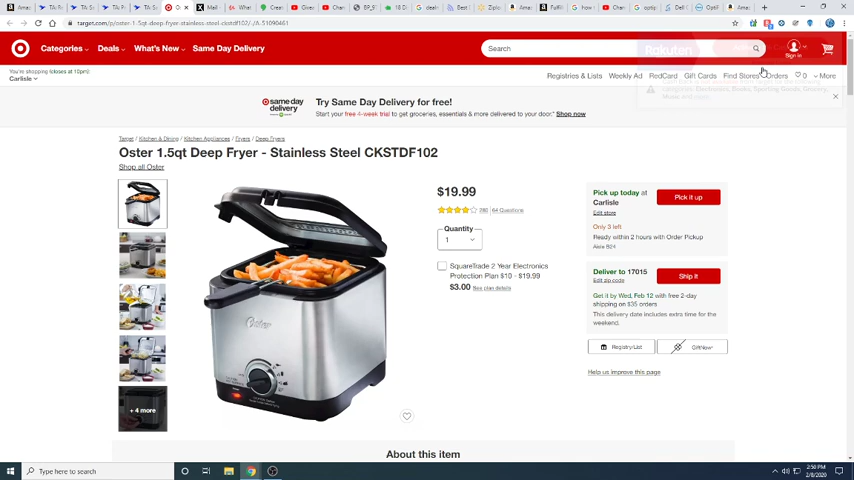 target.com/p/oster-1-5qt-deep-fryer-stainless-steel-ckstdf102/-/A-51090461
Categories
Deals
What's New
Same Day Delivery
Search
Rakuten
Sign in
You're shopping (closes at 10pm):
Carlisle
Registries & Lists
Weekly Ad
RedCard
Gift Cards
Find Stores
Orders
0
More
same day delivery
Try Same Day Delivery for free!
Start your free 4-week trial to get groceries, essentials & more delivered to your door.* Shop now
Target / Kitchen & Dining / Kitchen Appliances / Fryers / Deep Fryers
Oster 1.5qt Deep Fryer - Stainless Steel CKSTDF102
Shop all Oster
+ 4 more
Oster
$19.99
64 Questions
Quantity
1
SquareTrade 2 Year Electronics
Protection Plan $10 - $19.99
$3.00 See plan details
Pick up today at
Carlisle
Edit store
Only 3 left
Ready within 2 hours with Order Pickup
Aisle B24
Pick it up
Deliver to 17015
Edit zip code
Ship it
Get it by Wed, Feb 12 with free 2-day
shipping on $35 orders
This delivery date includes extra time for the
weekend.
Registry/List
GiftNow
Help us improve this page
About this item
Type here to search
2:50 PM
2/8/2020